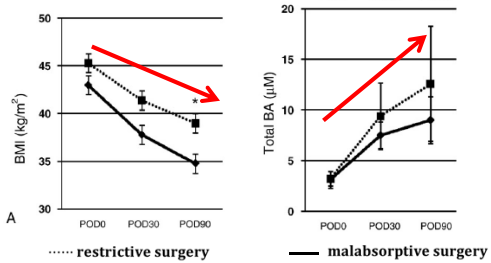 50
45
40
35
30
BMI (kg/m²)
*
POD0 POD30 POD90
A
20
15
10
5
0
Total BA (µM)
POD0 POD30 POD90
restrictive surgery
malabsorptive surgery